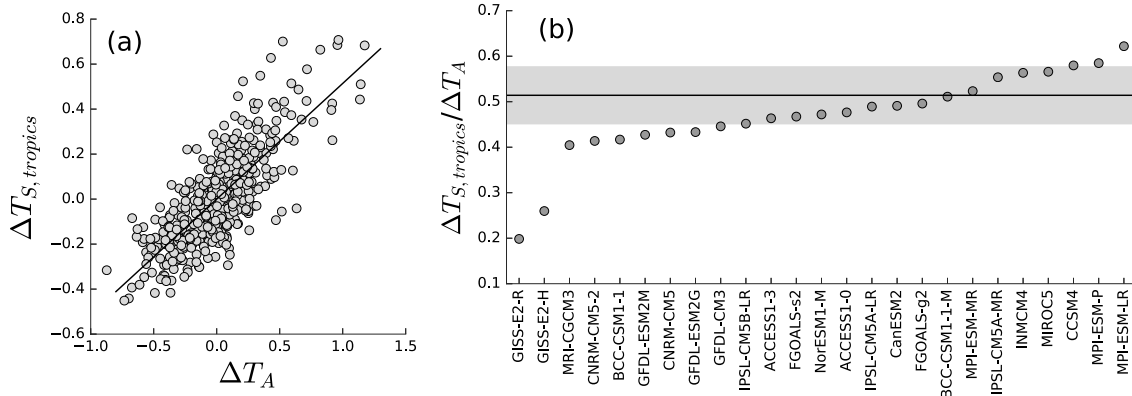 (a)
0.8
0.6
0.4
0.2
0.0
−0.2
−0.4
−0.6
ΔT_{S,tropics}
−1.0 −0.5 0.0 0.5 1.0 1.5
ΔT_A
(b)
0.7
0.6
0.5
0.4
0.3
0.2
0.1
ΔT_{S,tropics}/ΔT_A
GISS-E2-R
GISS-E2-H
MRI-CGCM3
CNRM-CM5-2
BCC-CSM1-1
GFDL-ESM2M
CNRM-CM5
GFDL-ESM2G
GFDL-CM3
IPSL-CM5B-LR
ACCESS1-3
FGOALS-s2
NorESM1-M
ACCESS1-0
IPSL-CM5A-LR
CanESM2
FGOALS-g2
BCC-CSM1-1-M
MPI-ESM-MR
IPSL-CM5A-MR
INMCM4
MIROC5
CCSM4
MPI-ESM-P
MPI-ESM-LR